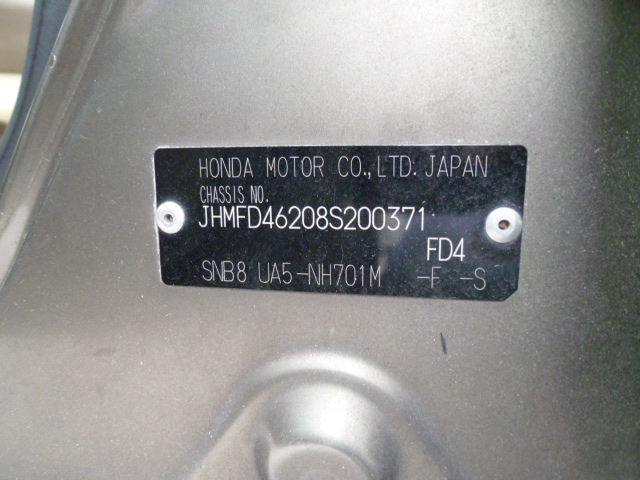 HONDA MOTOR CO., LTD. JAPAN
CHASSIS NO.
JHMFD46208S200371
FD4
SNB8 UA5-NH701M -F -S